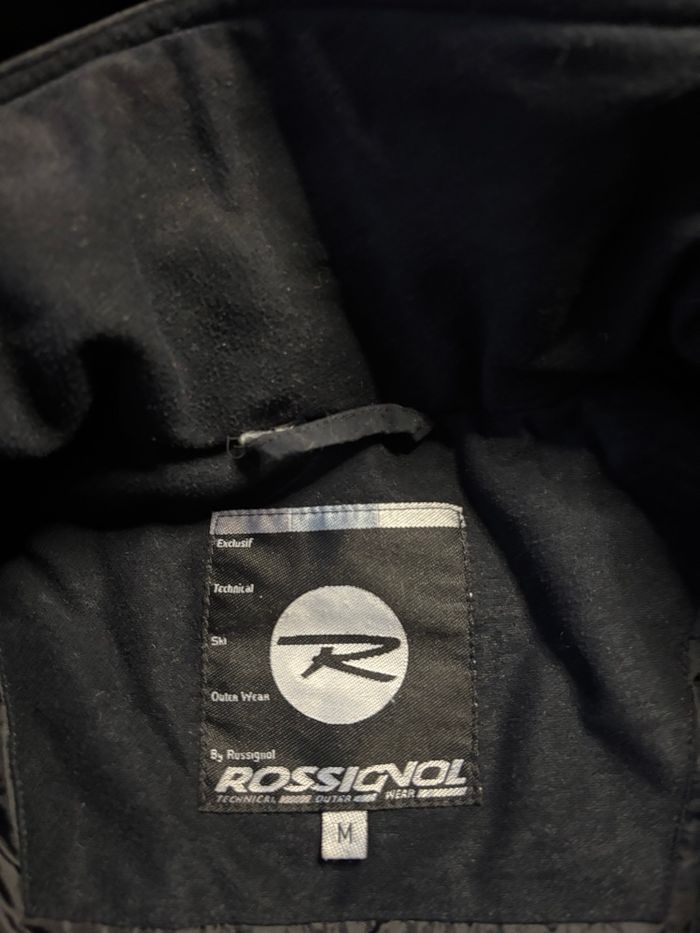 Exclusif
Technical
Ski
Outer Wear
By Rossignol
ROSSIGNOL
TECHNICAL OUTER WEAR
M